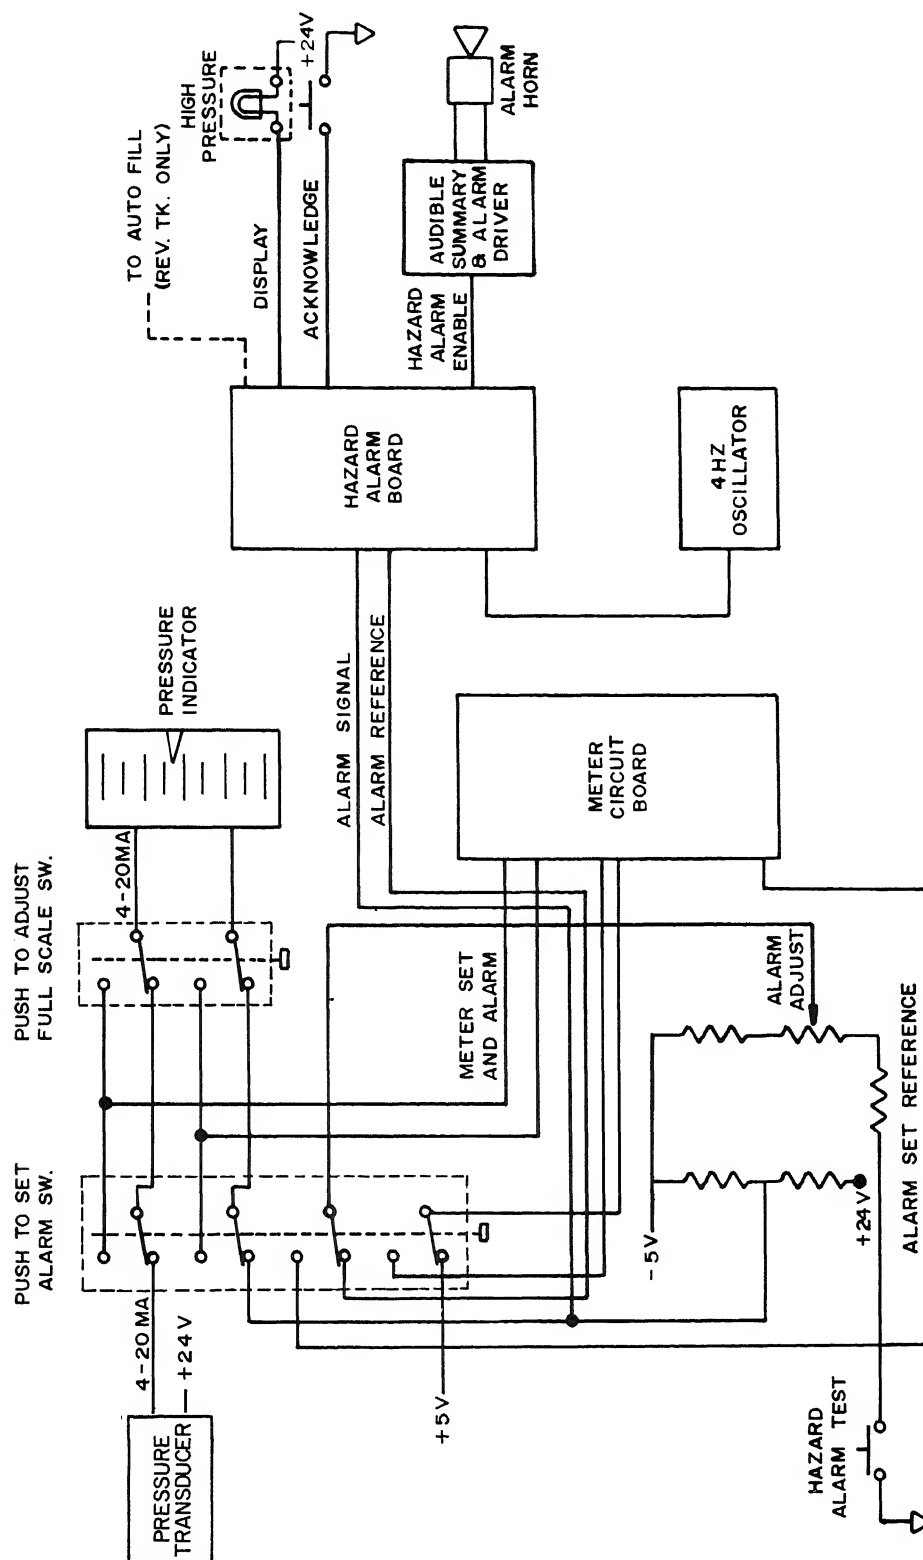 PRESSURE
TRANSDUCER
4-20 MA
+24 V
PUSH TO SET
ALARM SW.
PUSH TO ADJUST
FULL SCALE SW.
4-20MA
PRESSURE
INDICATOR
TO AUTO FILL
(REV. TK. ONLY)
HIGH
PRESSURE
+24V
DISPLAY
ACKNOWLEDGE
ALARM SIGNAL
ALARM REFERENCE
HAZARD
ALARM
BOARD
HAZARD
ALARM
ENABLE
AUDIBLE
SUMMARY
& ALARM
DRIVER
ALARM
HORN
+5V
METER SET
AND ALARM
METER
CIRCUIT
BOARD
4 HZ
OSCILLATOR
-5V
ALARM
ADJUST
+24V
ALARM SET REFERENCE
HAZARD
ALARM TEST